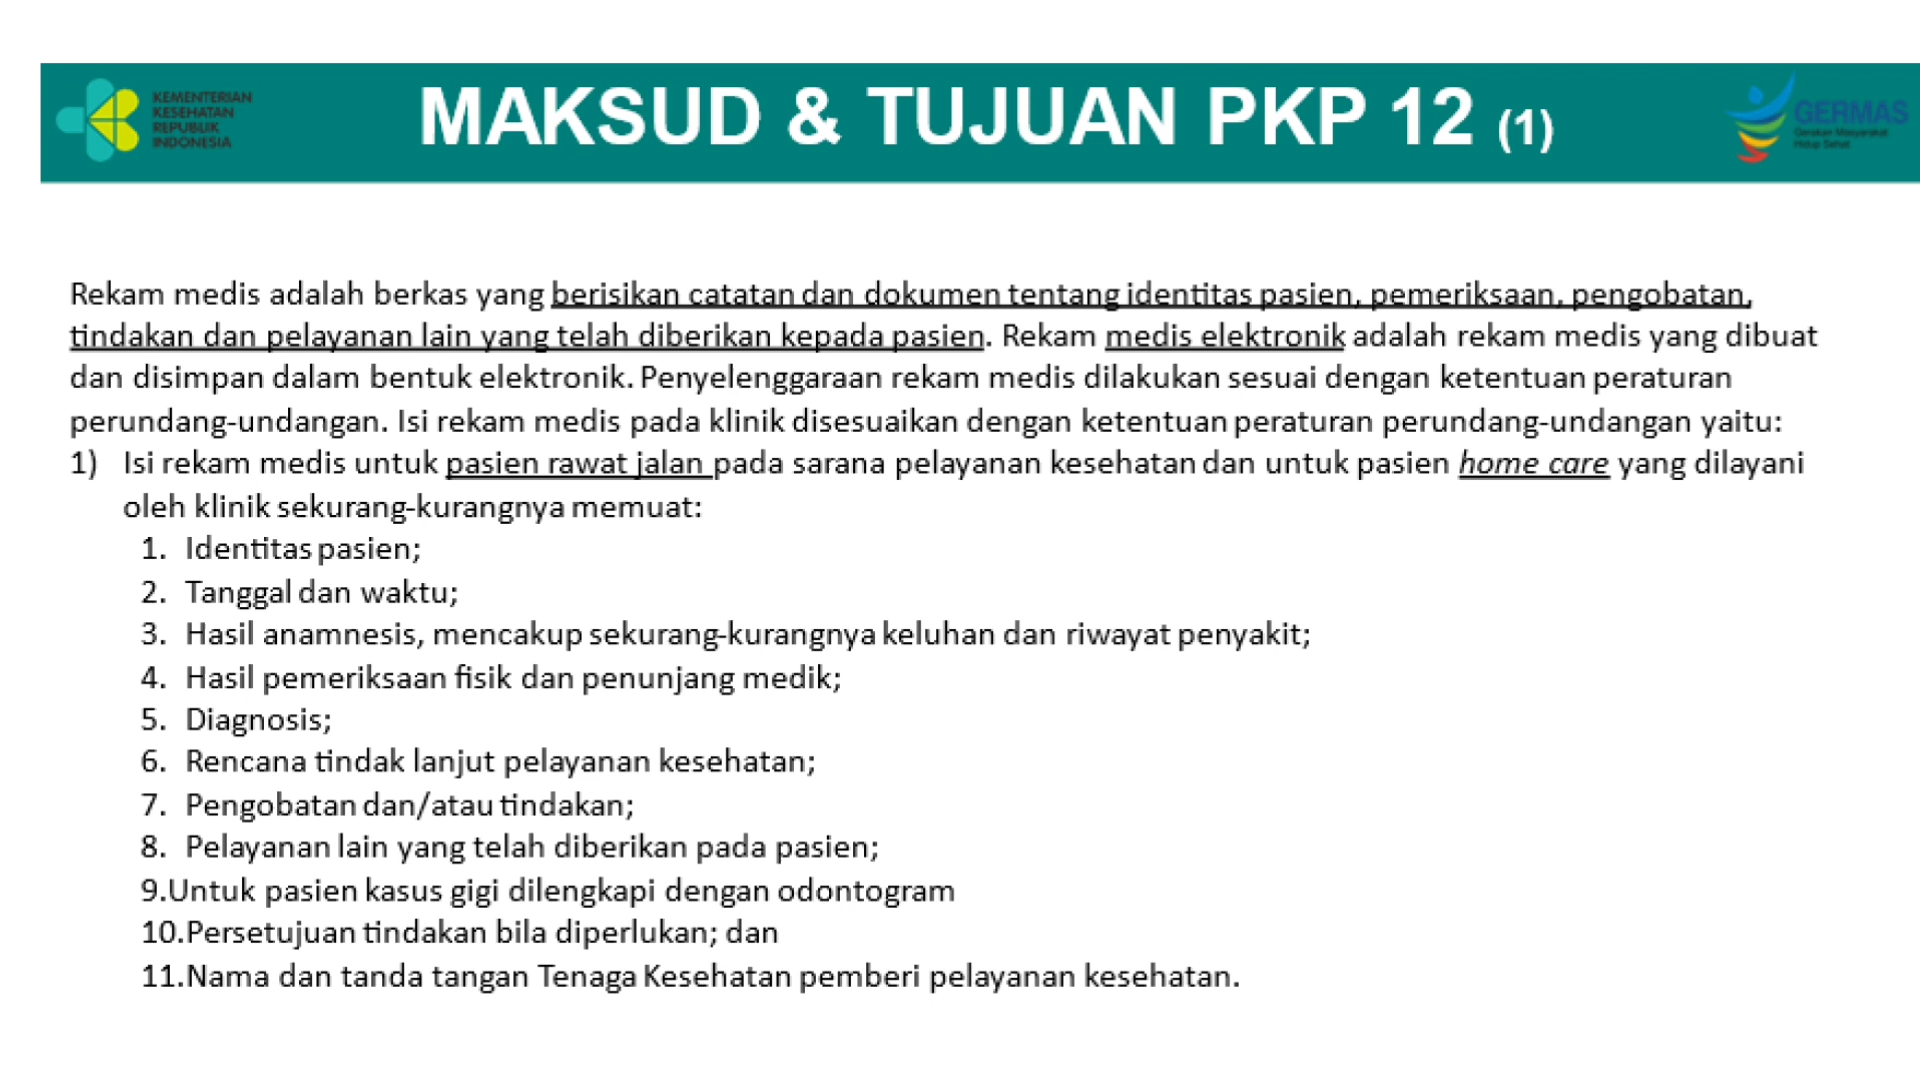 KEMENTERIAN
KESEHATAN
REPUBLIK
INDONESIA
MAKSUD & TUJUAN PKP 12 (1)
GERMAS
Gerakan Masyarakat
Hidup Sehat
Rekam medis adalah berkas yang berisikan catatan dan dokumen tentang identitas pasien, pemeriksaan, pengobatan,
tindakan dan pelayanan lain yang telah diberikan kepada pasien. Rekam medis elektronik adalah rekam medis yang dibuat
dan disimpan dalam bentuk elektronik. Penyelenggaraan rekam medis dilakukan sesuai dengan ketentuan peraturan
perundang-undangan. Isi rekam medis pada klinik disesuaikan dengan ketentuan peraturan perundang-undangan yaitu:
1) Isi rekam medis untuk pasien rawat jalan pada sarana pelayanan kesehatan dan untuk pasien home care yang dilayani
oleh klinik sekurang-kurangnya memuat:
1. Identitas pasien;
2. Tanggal dan waktu;
3. Hasil anamnesis, mencakup sekurang-kurangnya keluhan dan riwayat penyakit;
4. Hasil pemeriksaan fisik dan penunjang medik;
5. Diagnosis;
6. Rencana tindak lanjut pelayanan kesehatan;
7. Pengobatan dan/atau tindakan;
8. Pelayanan lain yang telah diberikan pada pasien;
9.Untuk pasien kasus gigi dilengkapi dengan odontogram
10.Persetujuan tindakan bila diperlukan; dan
11.Nama dan tanda tangan Tenaga Kesehatan pemberi pelayanan kesehatan.